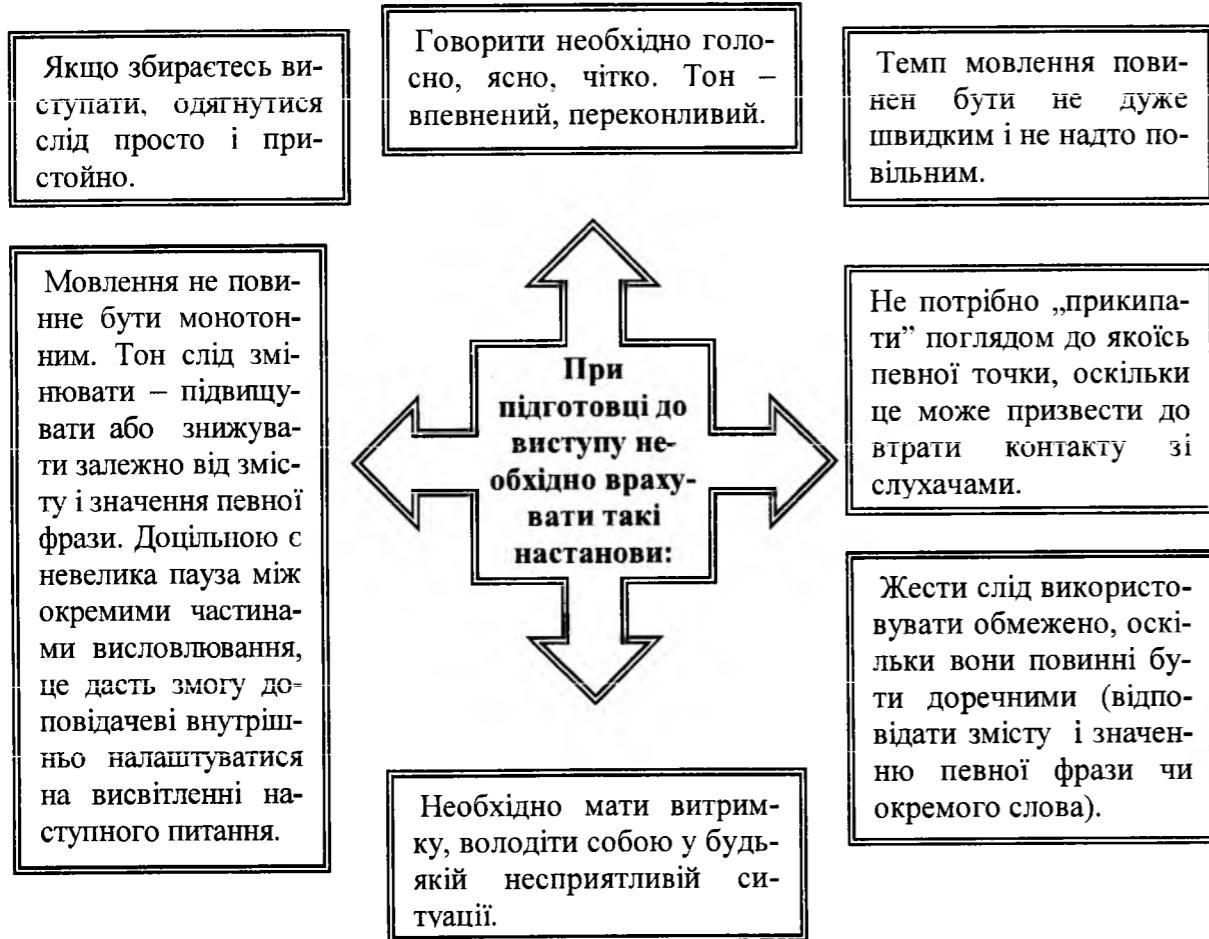 Якщо збираєтесь ви-
ступати, одягнутися
слід просто і при-
стойно.
Говорити необхідно голо-
сно, ясно, чітко. Тон –
впевнений, переконливий.
Темп мовлення пови-
нен бути не дуже
швидким і не надто по-
вільним.
Мовлення не пови-
нне бути монотон-
ним. Тон слід змі-
нювати – підвищу-
вати або знижува-
ти залежно від зміс-
ту і значення певної
фрази. Доцільною є
невелика пауза між
окремими частина-
ми висловлювання,
це дасть змогу до-
повідачеві внутріш-
ньо налаштуватися
на висвітленні на-
ступного питання.
При
підготовці до
виступу не-
обхідно враху-
вати такі
настанови:
Не потрібно „прикипа-
ти” поглядом до якоїсь
певної точки, оскільки
це може призвести до
втрати контакту зі
слухачами.
Жести слід використо-
вувати обмежено, оскі-
льки вони повинні бу-
ти доречними (відпо-
відати змісту і значен-
ню певної фрази чи
окремого слова).
Необхідно мати витрим-
ку, володіти собою у будь-
якій несприятливій си-
туації.